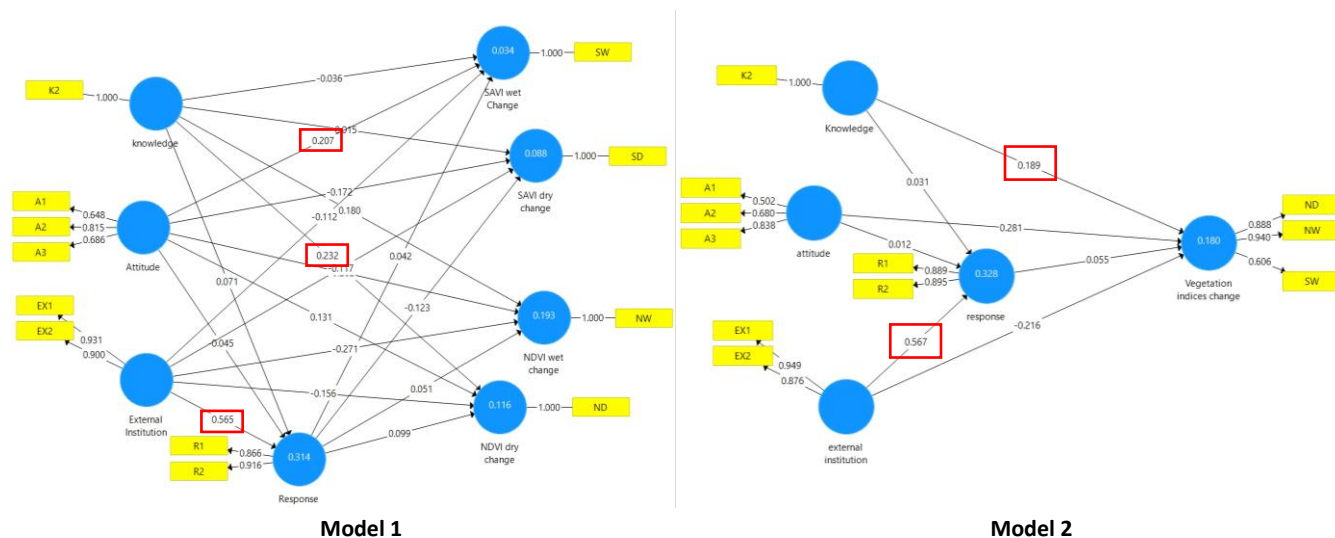 0.034
1.000
SW
SAVI wet
Change
-0.036
K2
1.000
knowledge
0.207
0.088
1.000
SD
SAVI dry
change
-0.172
A1
0.648
A2
0.815
A3
0.686
Attitude
-0.112
0.180
0.232
0.042
0.071
0.131
-0.123
EX1
EX2
0.931
0.900
0.193
1.000
NW
NDVI wet
change
0.045
-0.271
External
Institution
-0.156
0.051
0.565
0.116
1.000
ND
NDVI dry
change
0.099
R1
0.866
R2
0.916
0.314
Response
Model 1
K2
1.000
Knowledge
0.189
0.031
A1
0.502
A2
0.680
A3
0.838
attitude
0.281
0.012
R1
0.889
R2
0.895
0.328
response
0.055
0.180
Vegetation
indices change
ND
0.888
NW
0.940
0.606
SW
-0.216
0.567
EX1
EX2
0.949
0.876
external
institution
Model 2